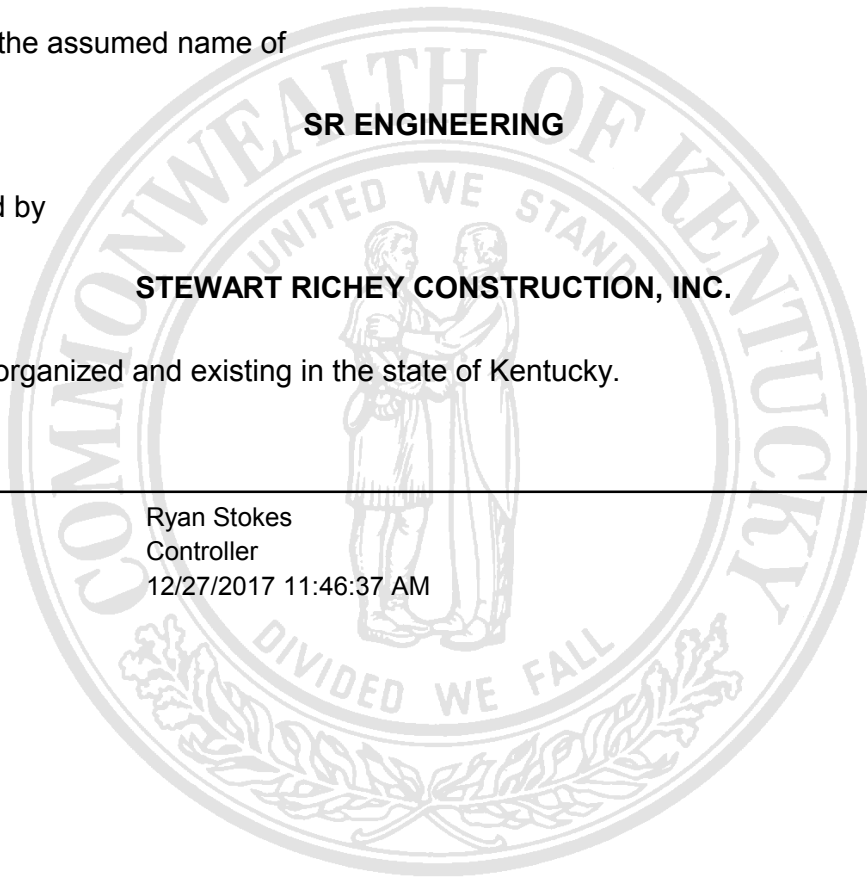 the assumed name of
SR ENGINEERING
d by
STEWART RICHEY CONSTRUCTION, INC.
organized and existing in the state of Kentucky.
Ryan Stokes
Controller
12/27/2017 11:46:37 AM
COMMONWEALTH OF KENTUCKY
UNITED WE STAND
DIVIDED WE FALL